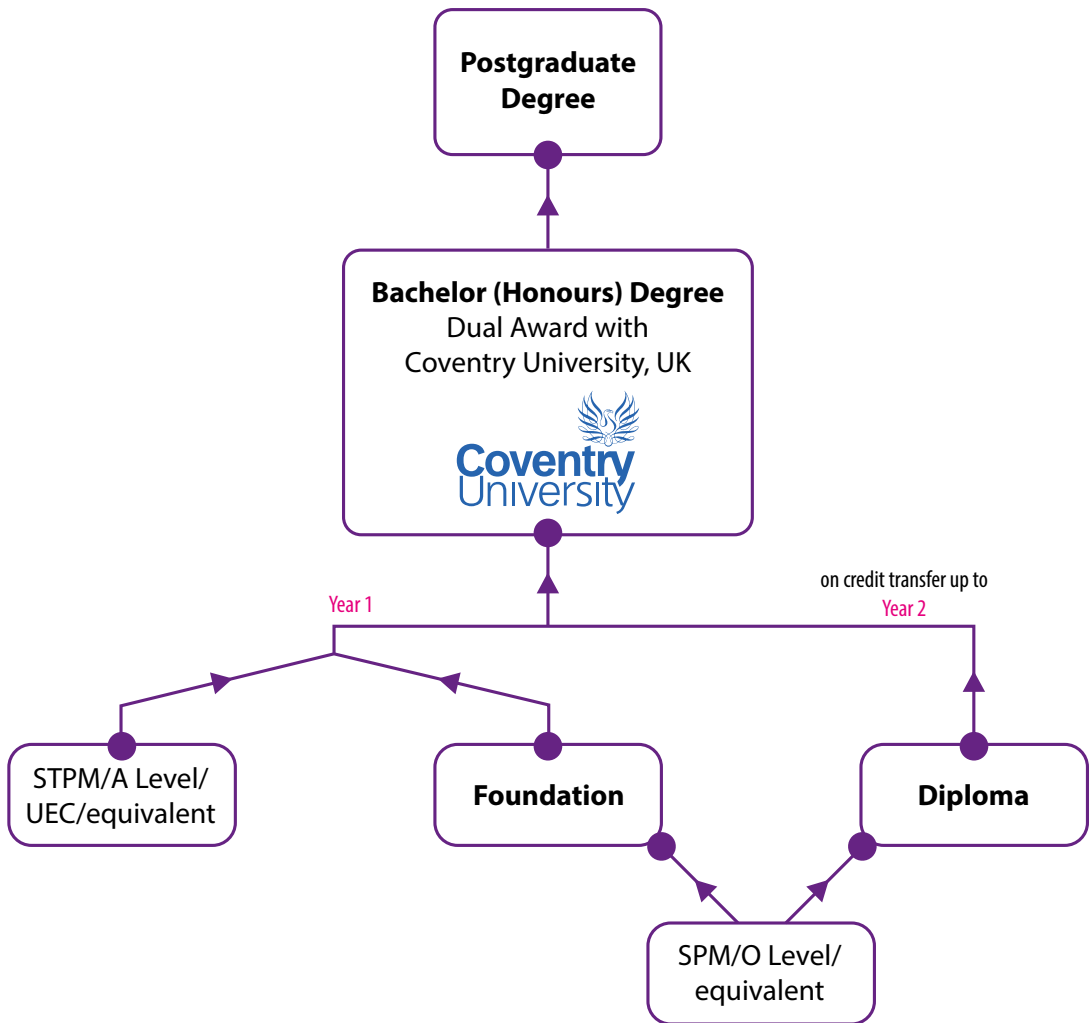 Postgraduate
Degree
Bachelor (Honours) Degree
Dual Award with
Coventry University, UK
Coventry
University
on credit transfer up to
Year 1
Year 2
STPM/A Level/
UEC/equivalent
Foundation
Diploma
SPM/O Level/
equivalent